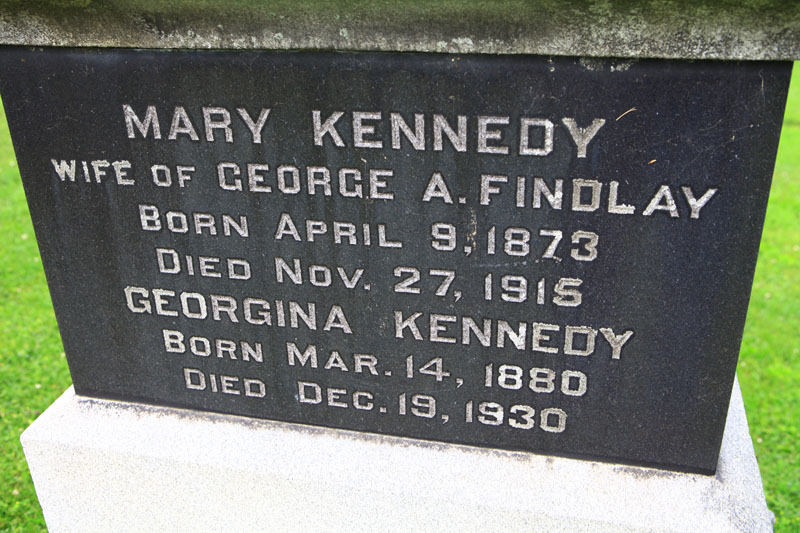 MARY KENNEDY
WIFE OF GEORGE A. FINDLAY
BORN APRIL 9, 1873
DIED NOV. 27, 1915
GEORGINA KENNEDY
BORN MAR. 14, 1880
DIED DEC. 19, 1930